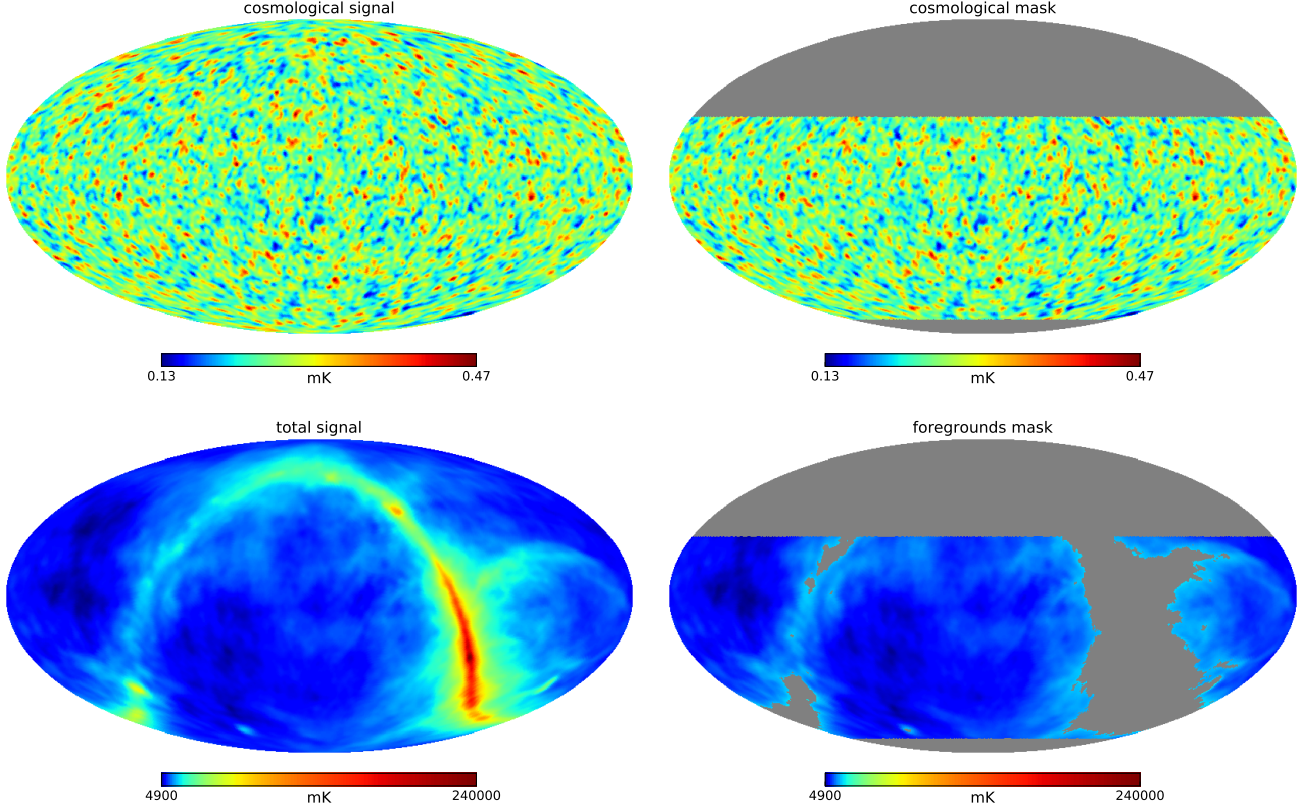 cosmological signal
cosmological mask
0.13 mK 0.47
0.13 mK 0.47
total signal
foregrounds mask
4900 mK 240000
4900 mK 240000